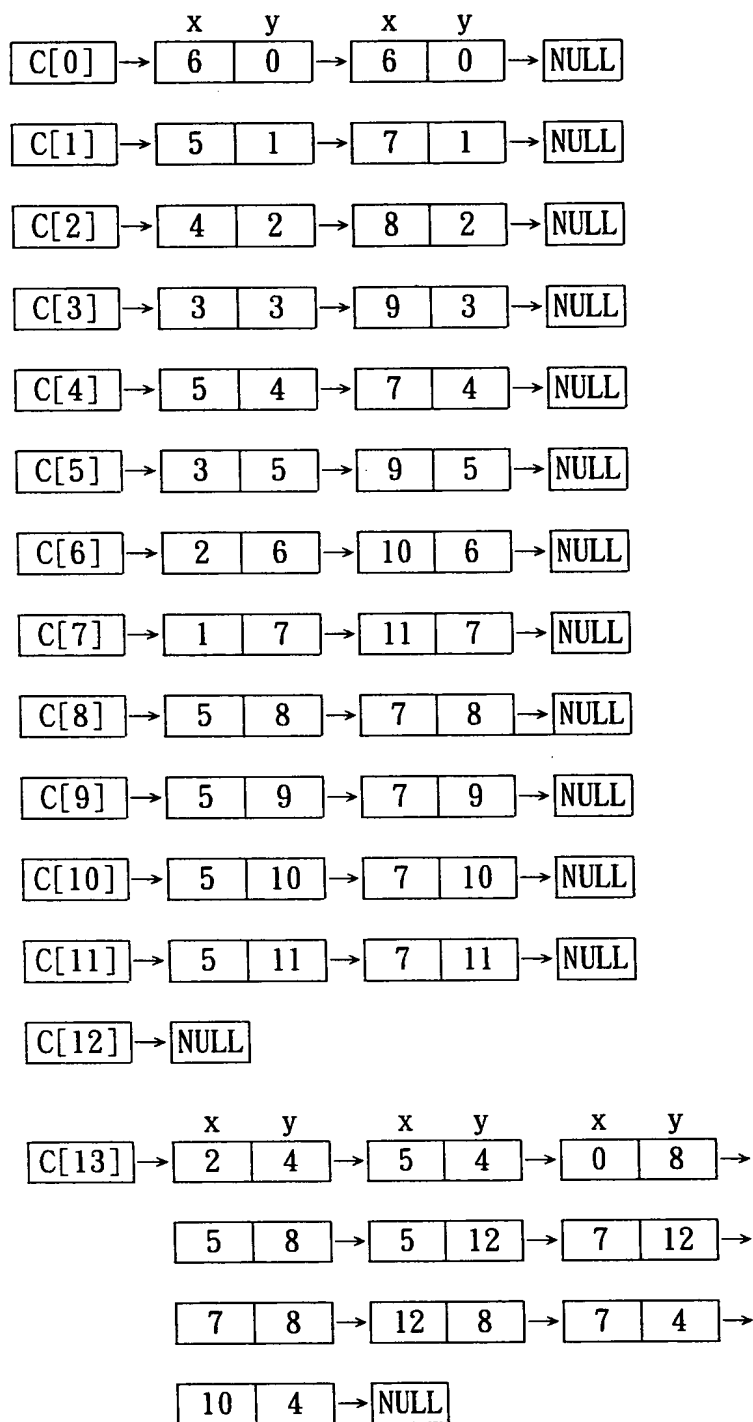 x y x y
C[0] → 6 0 → 6 0 → NULL
C[1] → 5 1 → 7 1 → NULL
C[2] → 4 2 → 8 2 → NULL
C[3] → 3 3 → 9 3 → NULL
C[4] → 5 4 → 7 4 → NULL
C[5] → 3 5 → 9 5 → NULL
C[6] → 2 6 → 10 6 → NULL
C[7] → 1 7 → 11 7 → NULL
C[8] → 5 8 → 7 8 → NULL
C[9] → 5 9 → 7 9 → NULL
C[10] → 5 10 → 7 10 → NULL
C[11] → 5 11 → 7 11 → NULL
C[12] → NULL
x y x y x y
C[13] → 2 4 → 5 4 → 0 8 →
5 8 → 5 12 → 7 12 →
7 8 → 12 8 → 7 4 →
10 4 → NULL